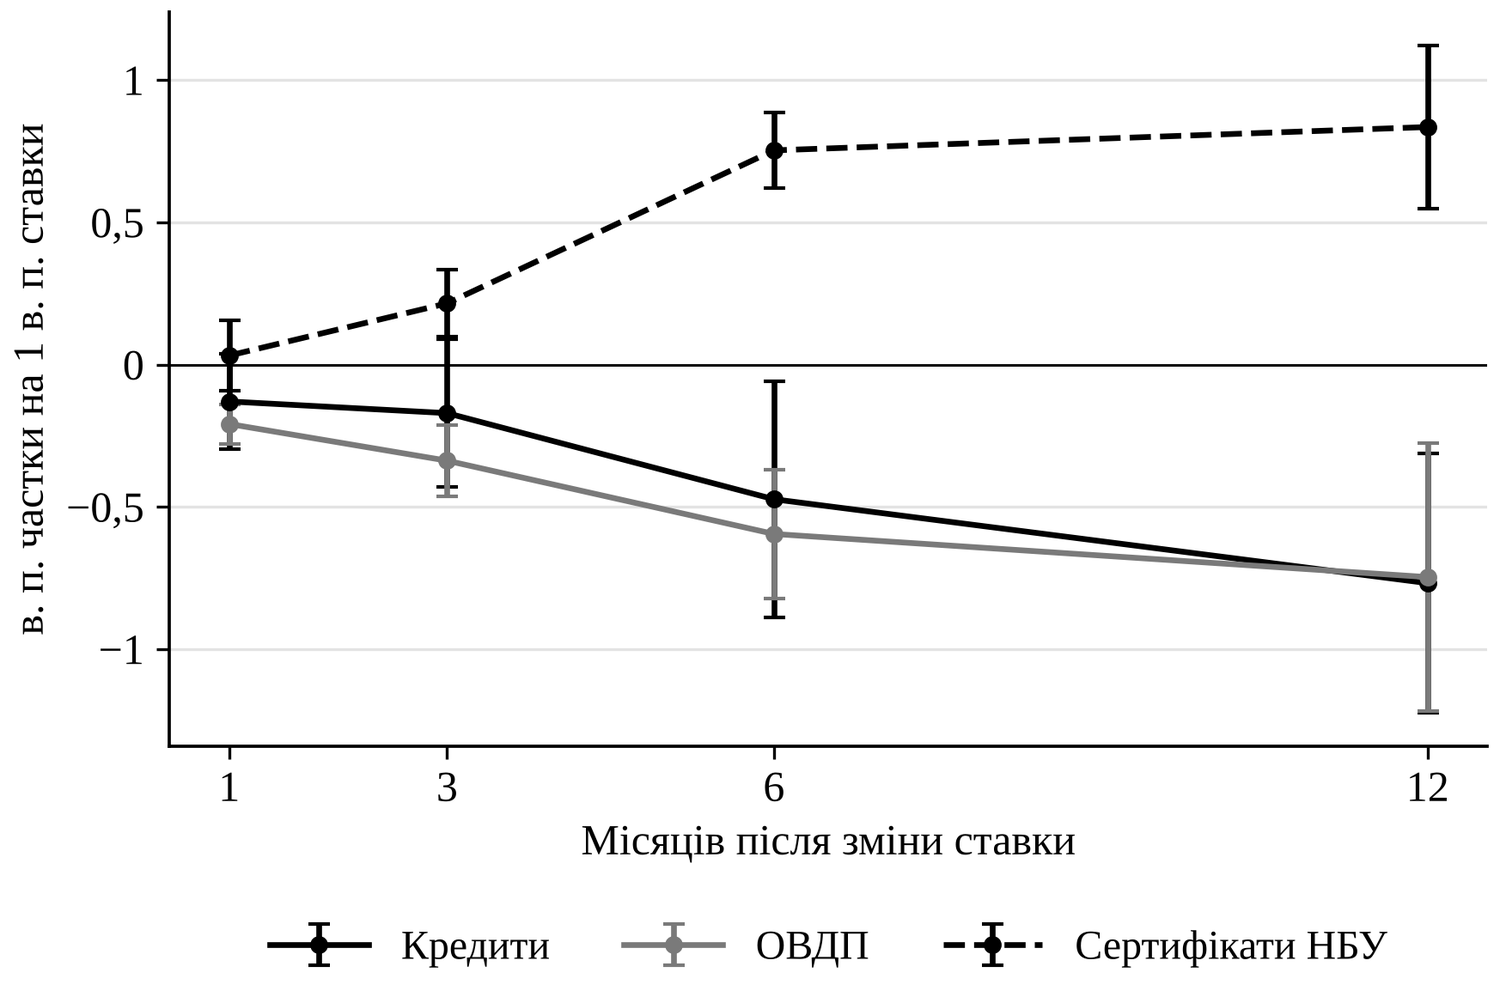 в. п. частки на 1 в. п. ставки
1
0,5
0
−0,5
−1
1 3 6 12
Місяців після зміни ставки
Кредити ОВДП Сертифікати НБУ